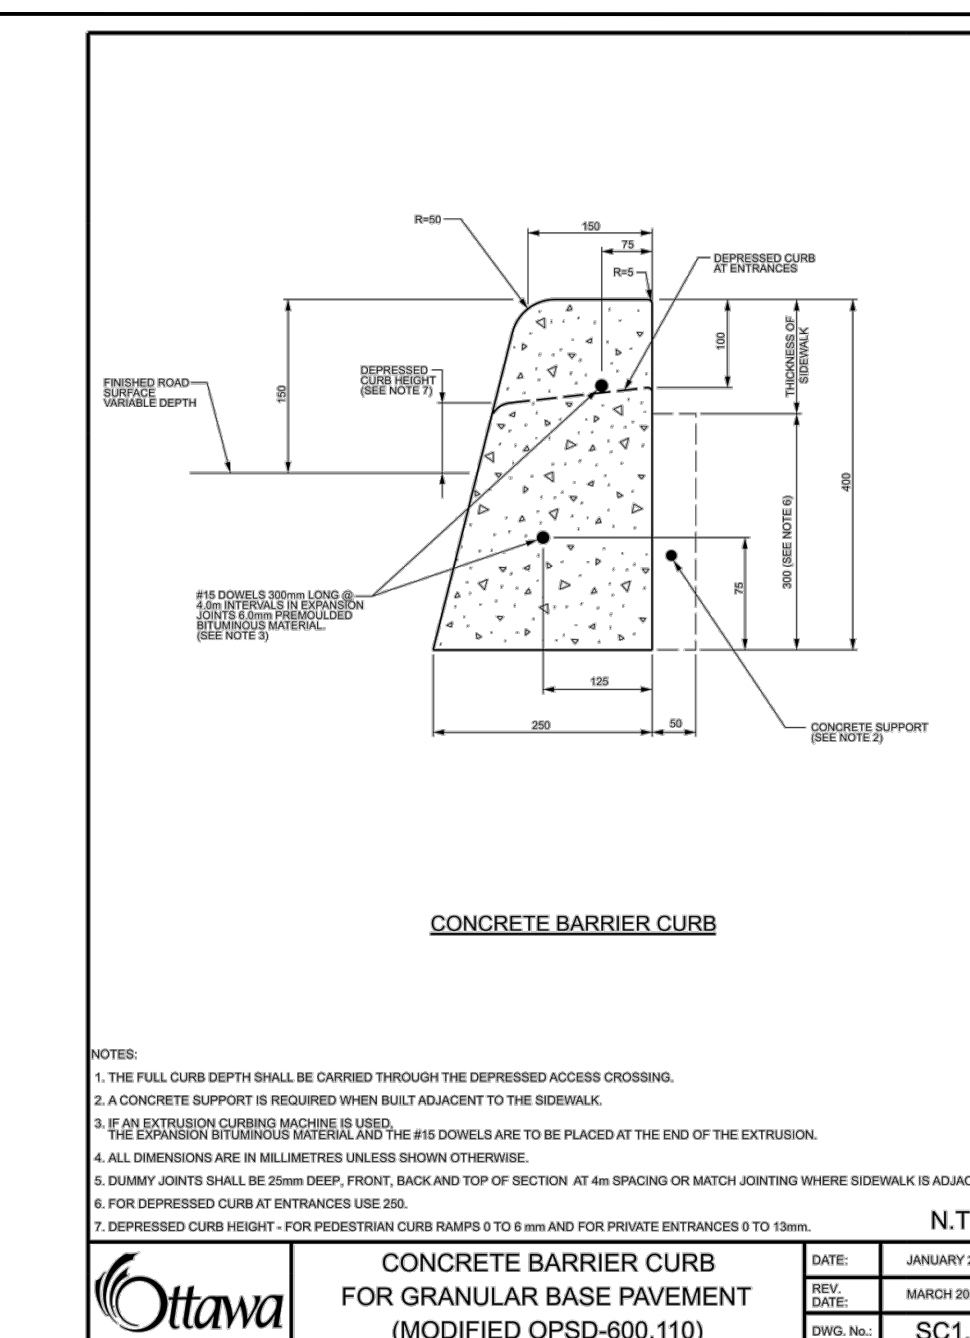 R=50
150
75
R=5
DEPRESSED CURB
AT ENTRANCES
100
THICKNESS OF
SIDEWALK
DEPRESSED
CURB HEIGHT
(SEE NOTE 7)
FINISHED ROAD
SURFACE
VARIABLE DEPTH
150
400
300 (SEE NOTE 6)
75
#15 DOWELS 300mm LONG @
4.0m INTERVALS IN EXPANSION
JOINTS 6.0mm PREMOULDED
BITUMINOUS MATERIAL.
(SEE NOTE 3)
125
250
50
CONCRETE SUPPORT
(SEE NOTE 2)
CONCRETE BARRIER CURB
NOTES:
1. THE FULL CURB DEPTH SHALL BE CARRIED THROUGH THE DEPRESSED ACCESS CROSSING.
2. A CONCRETE SUPPORT IS REQUIRED WHEN BUILT ADJACENT TO THE SIDEWALK.
3. IF AN EXTRUSION CURBING MACHINE IS USED,
THE EXPANSION BITUMINOUS MATERIAL AND THE #15 DOWELS ARE TO BE PLACED AT THE END OF THE EXTRUSION.
4. ALL DIMENSIONS ARE IN MILLIMETRES UNLESS SHOWN OTHERWISE.
5. DUMMY JOINTS SHALL BE 25mm DEEP, FRONT, BACK AND TOP OF SECTION AT 4m SPACING OR MATCH JOINTING WHERE SIDEWALK IS ADJAC
6. FOR DEPRESSED CURB AT ENTRANCES USE 250.
7. DEPRESSED CURB HEIGHT - FOR PEDESTRIAN CURB RAMPS 0 TO 6 mm AND FOR PRIVATE ENTRANCES 0 TO 13mm.
N.T
Ottawa
CONCRETE BARRIER CURB
FOR GRANULAR BASE PAVEMENT
(MODIFIED OPSD-600.110)
DATE:
JANUARY
REV.
DATE:
MARCH 20
DWG. No.:
SC1.